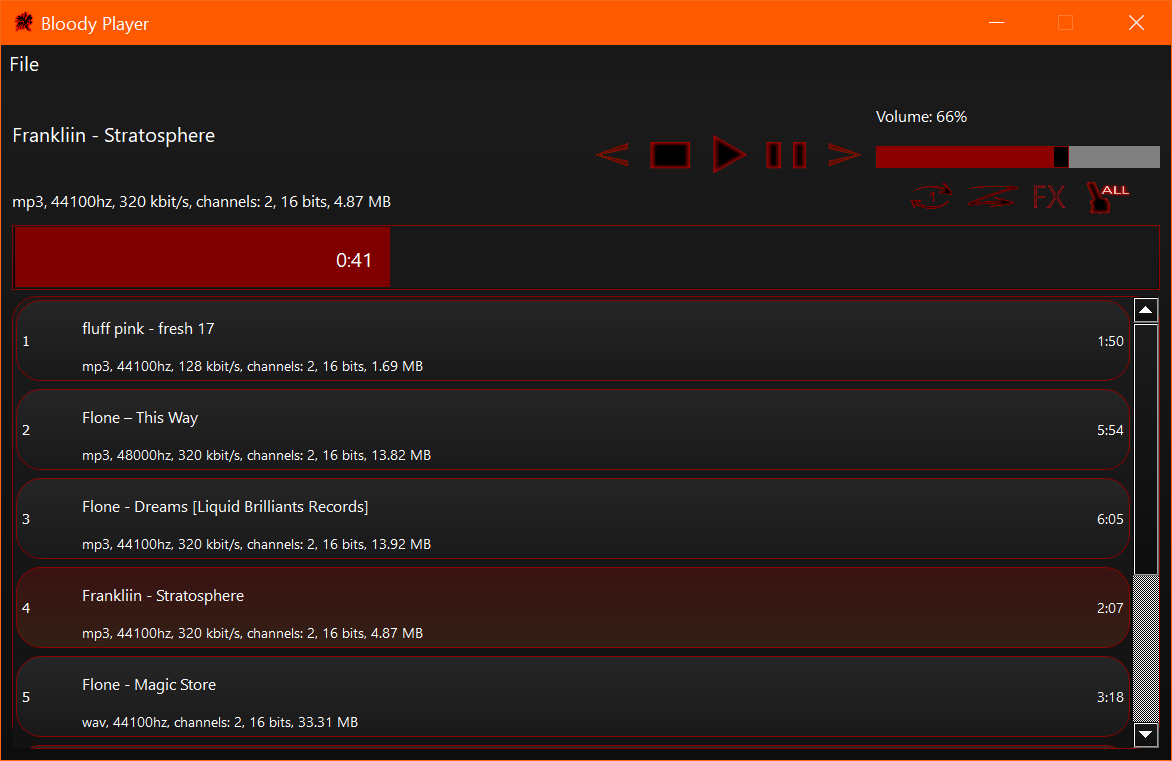 Bloody Player
File
Frankliin - Stratosphere
Volume: 66%
mp3, 44100hz, 320 kbit/s, channels: 2, 16 bits, 4.87 MB
1
FX
ALL
0:41
1
fluff pink - fresh 17
1:50
mp3, 44100hz, 128 kbit/s, channels: 2, 16 bits, 1.69 MB
2
Flone – This Way
5:54
mp3, 48000hz, 320 kbit/s, channels: 2, 16 bits, 13.82 MB
3
Flone - Dreams [Liquid Brilliants Records]
6:05
mp3, 44100hz, 320 kbit/s, channels: 2, 16 bits, 13.92 MB
4
Frankliin - Stratosphere
2:07
mp3, 44100hz, 320 kbit/s, channels: 2, 16 bits, 4.87 MB
5
Flone - Magic Store
3:18
wav, 44100hz, channels: 2, 16 bits, 33.31 MB